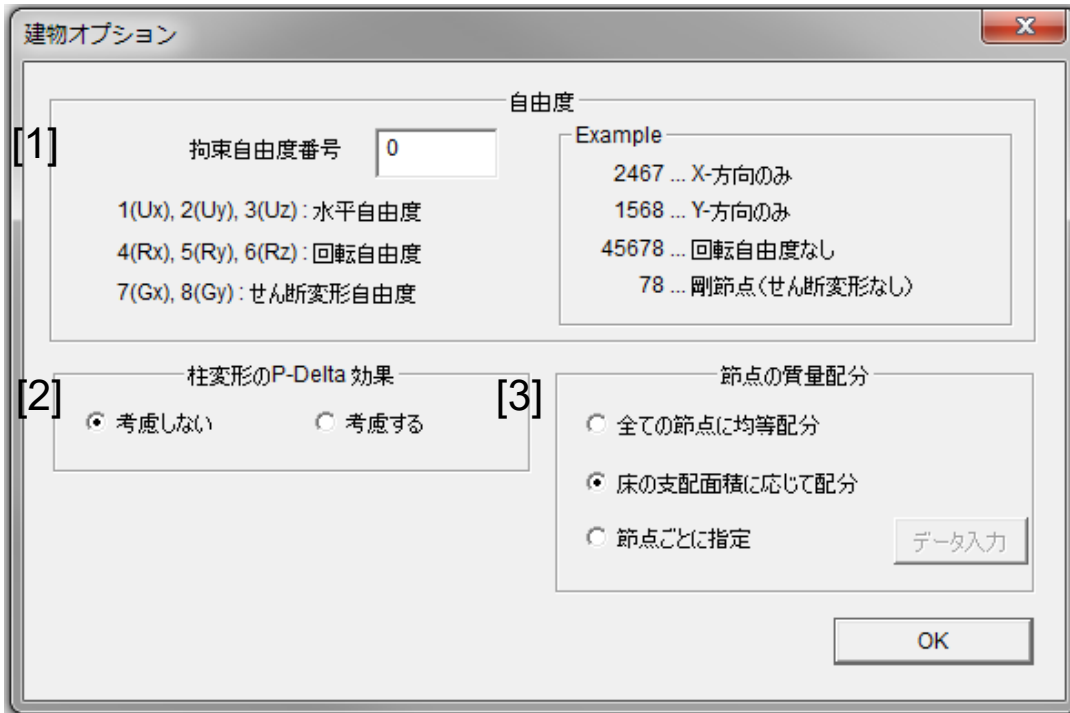 建物オプション
X
自由度
[1]
拘束自由度番号 0
1(Ux), 2(Uy), 3(Uz) : 水平自由度
4(Rx), 5(Ry), 6(Rz) : 回転自由度
7(Gx), 8(Gy) : せん断変形自由度
Example
2467 ... X-方向のみ
1568 ... Y-方向のみ
45678 ... 回転自由度なし
78 ... 剛節点(せん断変形なし)
[2]
柱変形のP-Delta 効果
考慮しない 考慮する
[3]
節点の質量配分
全ての節点に均等配分
床の支配面積に応じて配分
節点ごとに指定 データ入力
OK